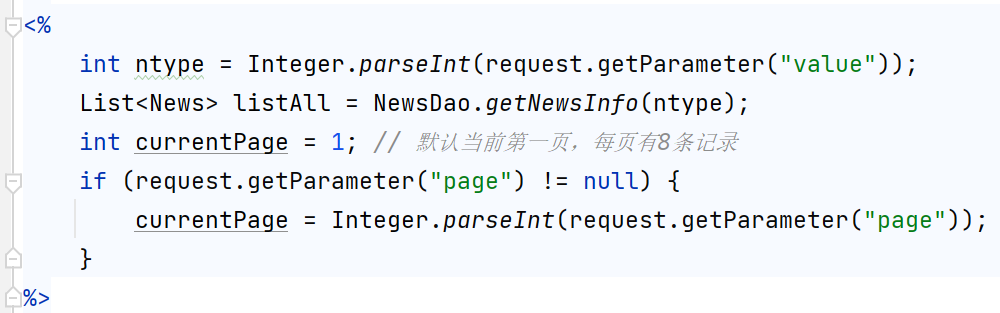 <%
int ntype = Integer.parseInt(request.getParameter("value"));
List<News> listAll = NewsDao.getNewsInfo(ntype);
int currentPage = 1; // 默认当前第一页，每页有8条记录
if (request.getParameter("page") != null) {
currentPage = Integer.parseInt(request.getParameter("page"));
}
%>